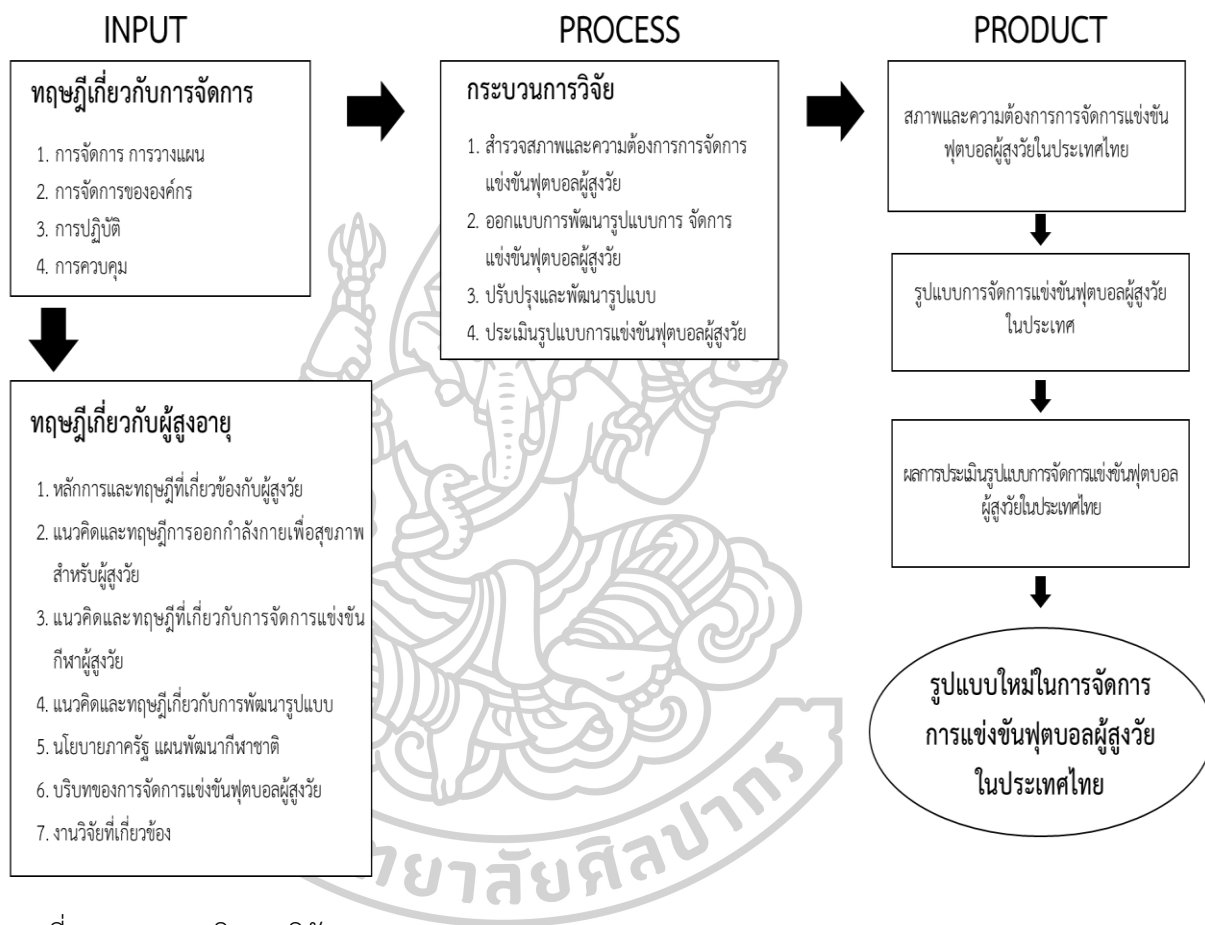 INPUT
ทฤษฎีเกี่ยวกับการจัดการ
1. การจัดการ การวางแผน
2. การจัดการขององค์กร
3. การปฏิบัติ
4. การควบคุม
ทฤษฎีเกี่ยวกับผู้สูงอายุ
1. หลักการและทฤษฎีที่เกี่ยวข้องกับผู้สูงวัย
2. แนวคิดและทฤษฎีการออกกำลังกายเพื่อสุขภาพ
สำหรับผู้สูงวัย
3. แนวคิดและทฤษฎีที่เกี่ยวกับการจัดการแข่งขัน
กีฬาผู้สูงวัย
4. แนวคิดและทฤษฎีเกี่ยวกับการพัฒนารูปแบบ
5. นโยบายภาครัฐ แผนพัฒนากีฬาชาติ
6. บริบทของการจัดการแข่งขันฟุตบอลผู้สูงวัย
7. งานวิจัยที่เกี่ยวข้อง
PROCESS
กระบวนการวิจัย
1. สำรวจสภาพและความต้องการการจัดการ
แข่งขันฟุตบอลผู้สูงวัย
2. ออกแบบการพัฒนารูปแบบการ จัดการ
แข่งขันฟุตบอลผู้สูงวัย
3. ปรับปรุงและพัฒนารูปแบบ
4. ประเมินรูปแบบการแข่งขันฟุตบอลผู้สูงวัย
PRODUCT
สภาพและความต้องการการจัดการแข่งขัน
ฟุตบอลผู้สูงวัยในประเทศไทย
รูปแบบการจัดการแข่งขันฟุตบอลผู้สูงวัย
ในประเทศ
ผลการประเมินรูปแบบการจัดการแข่งขันฟุตบอล
ผู้สูงวัยในประเทศไทย
รูปแบบใหม่ในการจัดการ
การแข่งขันฟุตบอลผู้สูงวัย
ในประเทศไทย
ทยาลัยศิลปากร